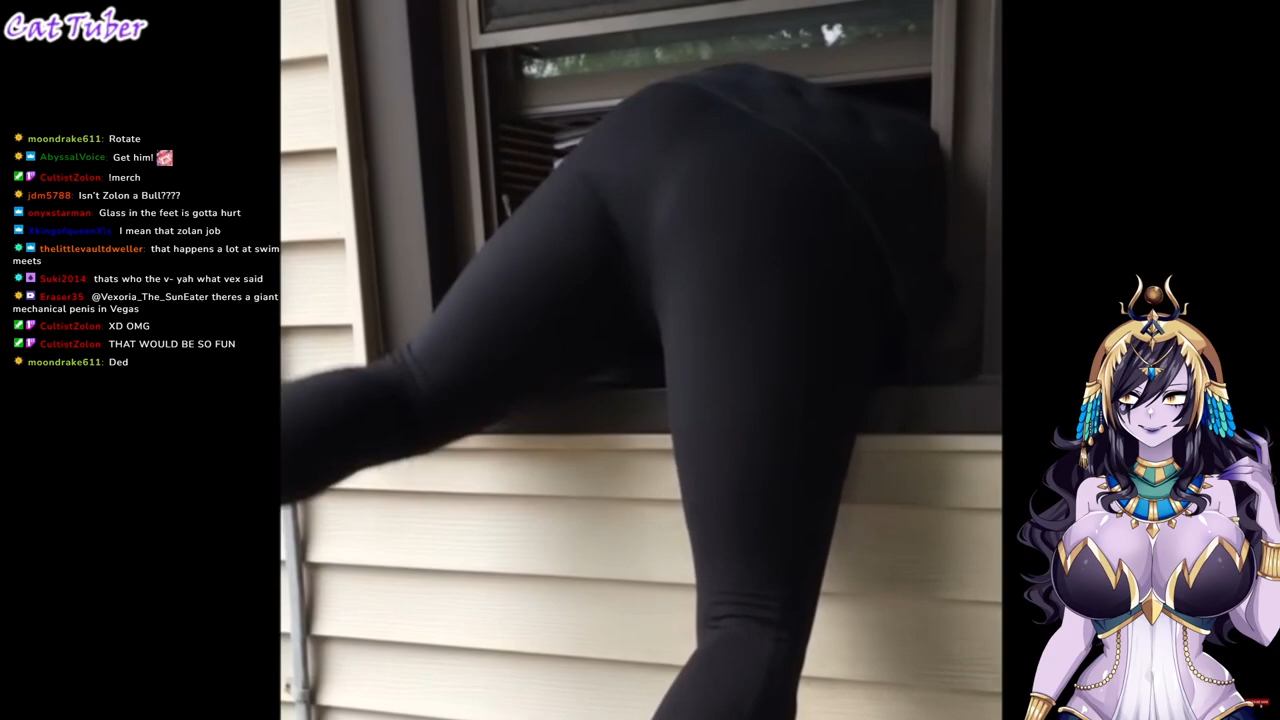 Cat Tuber
moondrake611: Rotate
AbyssalVoice: Get him!
CultistZolon: !merch
jdm5788: Isn't Zolon a Bull????
onyxstarman: Glass in the feet is gotta hurt
I mean that zolan job
thelittlevaultdweller: that happens a lot at swim
meets
Suki2014: thats who the v- yah what vex said
Eraser35: @Vexoria_The_SunEater theres a giant
mechanical penis in Vegas
CultistZolon: XD OMG
CultistZolon: THAT WOULD BE SO FUN
moondrake611: Ded